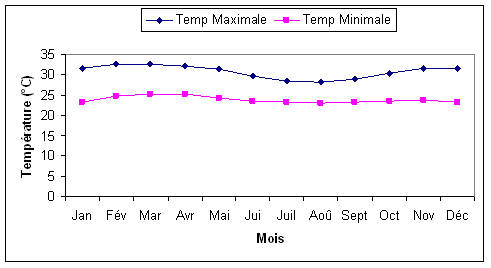 Temp Maximale Temp Minimale
35
30
25
20
15
10
5
0
Température (°C)
Jan Fév Mar Avr Mai Jui Juil Aoû Sept Oct Nov Déc
Mois